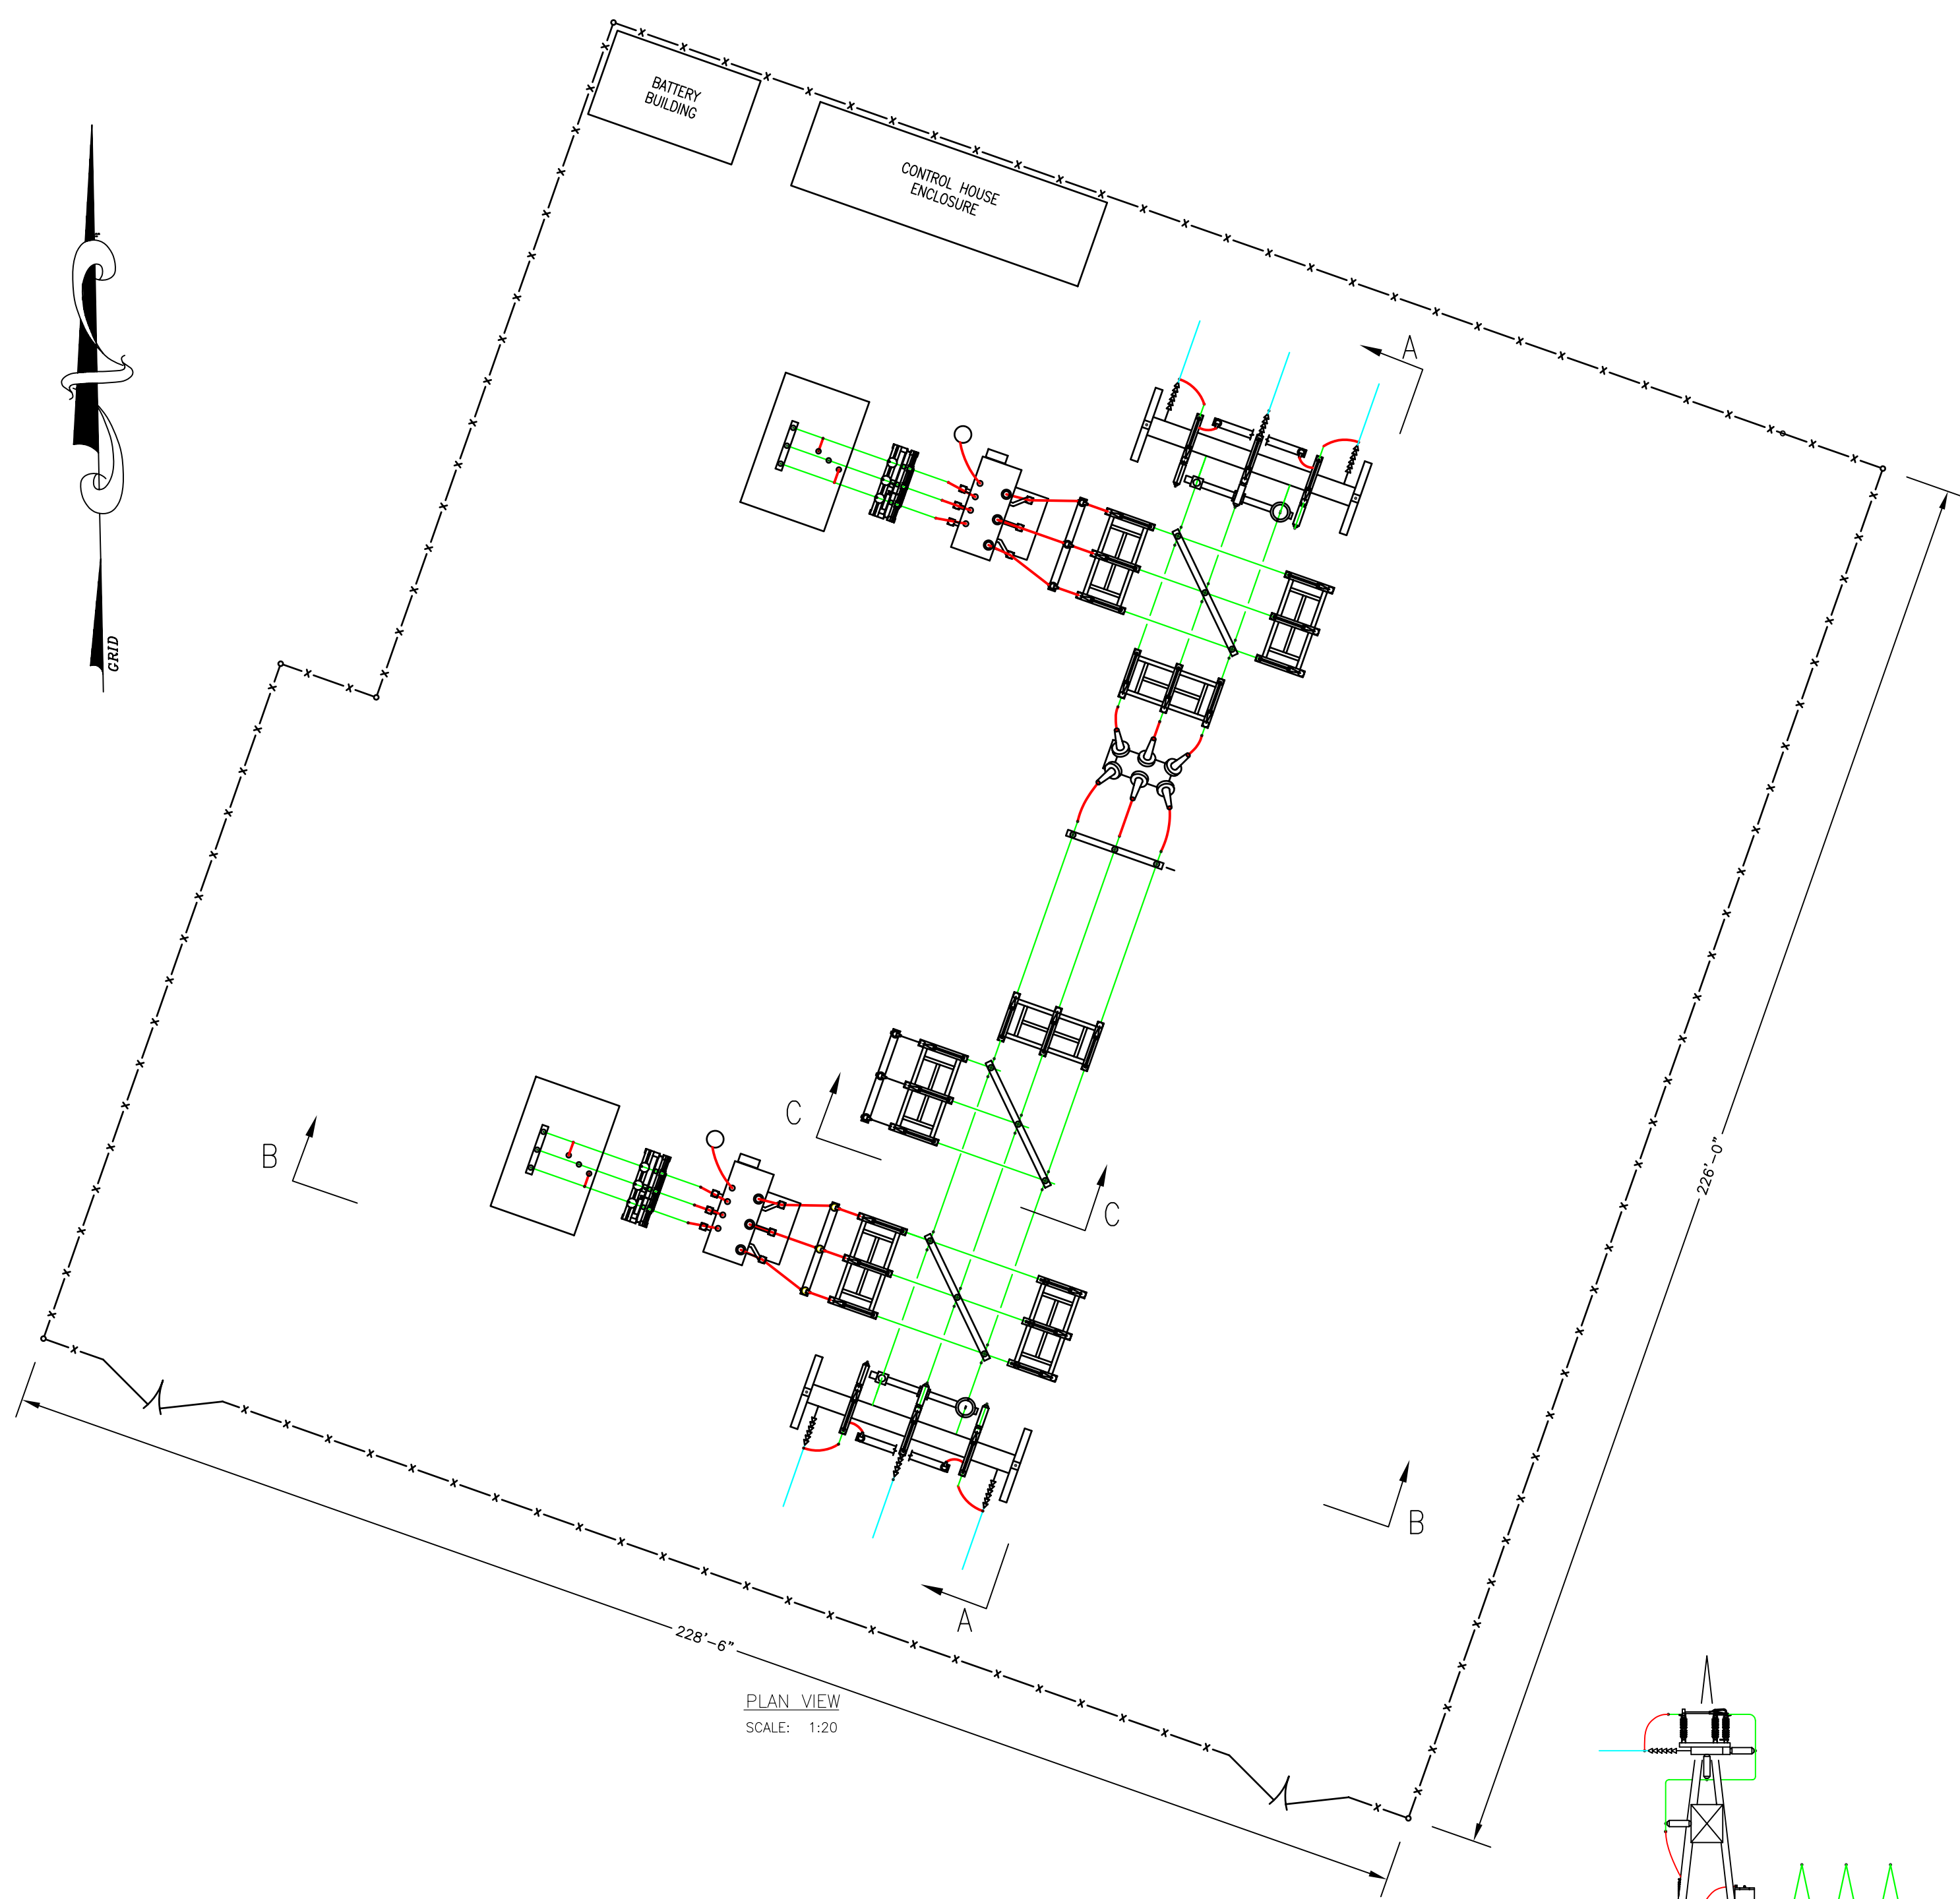 BATTERY
BUILDING
CONTROL HOUSE
ENCLOSURE
A
GRID
226'-0"
C
B
C
B
A
228'-6"
PLAN VIEW
SCALE: 1:20